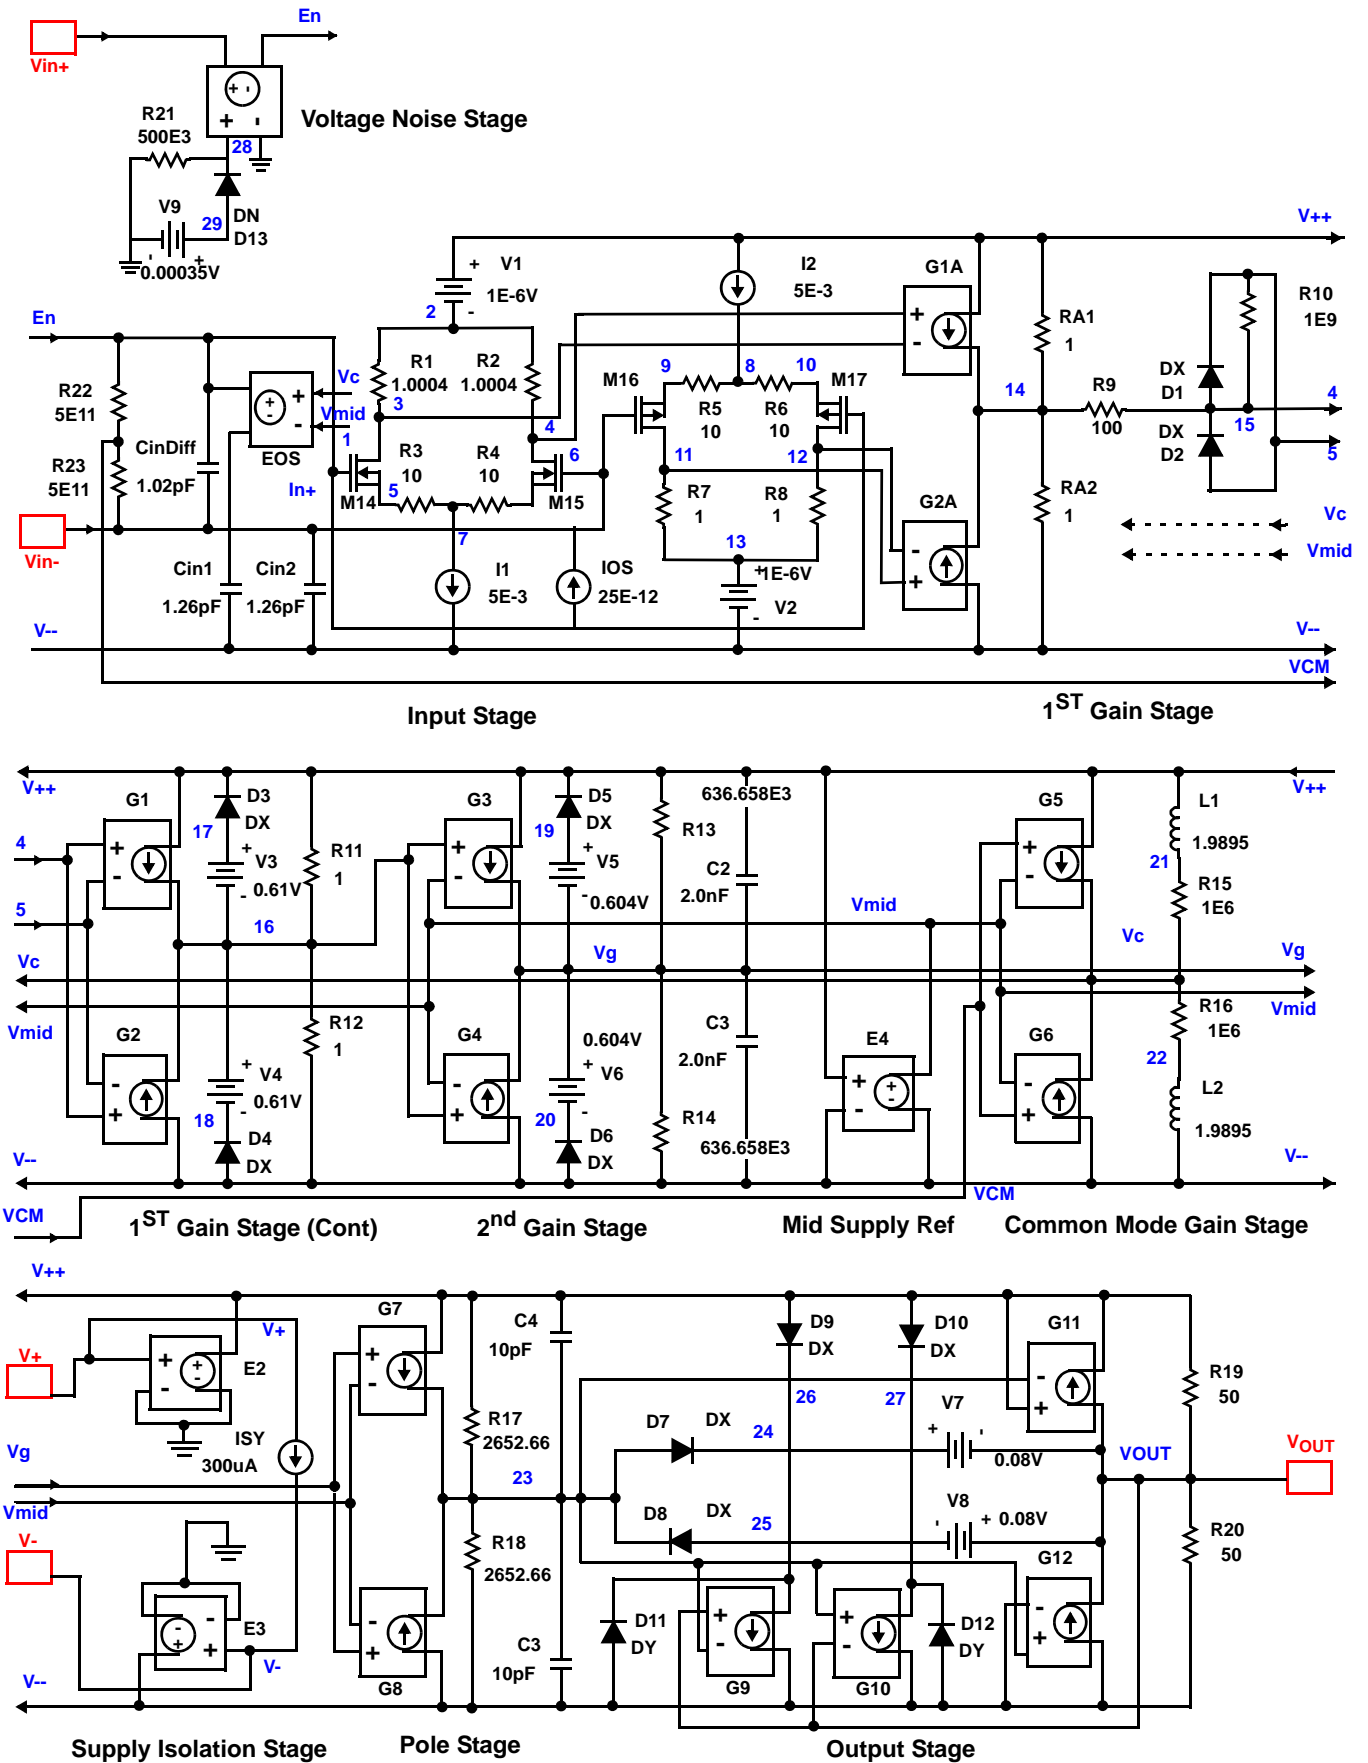 En
Vin+
R21
500E3
Voltage Noise Stage
+ -
+ -
28
V9
29
DN
D13
- +
0.00035V
V++
+ V1
1E-6V
2 -
I2
5E-3
G1A
+
-
R10
1E9
En
RA1
1
R22
5E11
Vc
Vmid
EOS
+
-
R1
1.0004
R2
1.0004
3
4
9
8
10
M16
M17
R5
10
R6
10
14
R9
100
DX
D1
DX
D2
15
4
5
R23
5E11
CinDiff
1.02pF
1
In+
M14
R3
10
R4
10
5
6
M15
7
11
12
R7
1
R8
1
G2A
-
+
RA2
1
Vc
Vmid
Vin-
Cin1
1.26pF
Cin2
1.26pF
I1
5E-3
IOS
25E-12
13
+
1E-6V
V2
-
V--
V--
VCM
Input Stage
1ST Gain Stage
V++
V++
G1
D3
DX
17
G3
D5
DX
19
636.658E3
R13
G5
L1
1.9895
21
4
+
-
+ V3
- 0.61V
R11
1
+
-
+ V5
- 0.604V
C2
2.0nF
+
-
R15
1E6
5
16
Vmid
Vc
Vg
Vg
Vc
Vmid
Vmid
G2
R12
1
G4
0.604V
C3
2.0nF
E4
G6
R16
1E6
22
-
+
+ V4
- 0.61V
18
D4
DX
-
+
+ V6
-
20
D6
DX
R14
636.658E3
+
-
-
+
L2
1.9895
V--
V--
VCM
VCM
1ST Gain Stage (Cont)
2nd Gain Stage
Mid Supply Ref
Common Mode Gain Stage
V++
V+
V+
E2
+
-
G7
+
-
C4
10pF
D9
DX
D10
DX
G11
-
+
R19
50
26
27
ISY
300uA
R17
2652.66
D7
DX
24
V7
+ -
0.08V
Vg
VOUT
VOUT
Vmid
23
V-
D8
DX
25
V8
- + 0.08V
R18
2652.66
G12
R20
50
E3
-
+
V-
G8
-
+
C3
10pF
D11
DY
+
-
G9
+
-
G10
D12
DY
-
+
V--
Supply Isolation Stage
Pole Stage
Output Stage